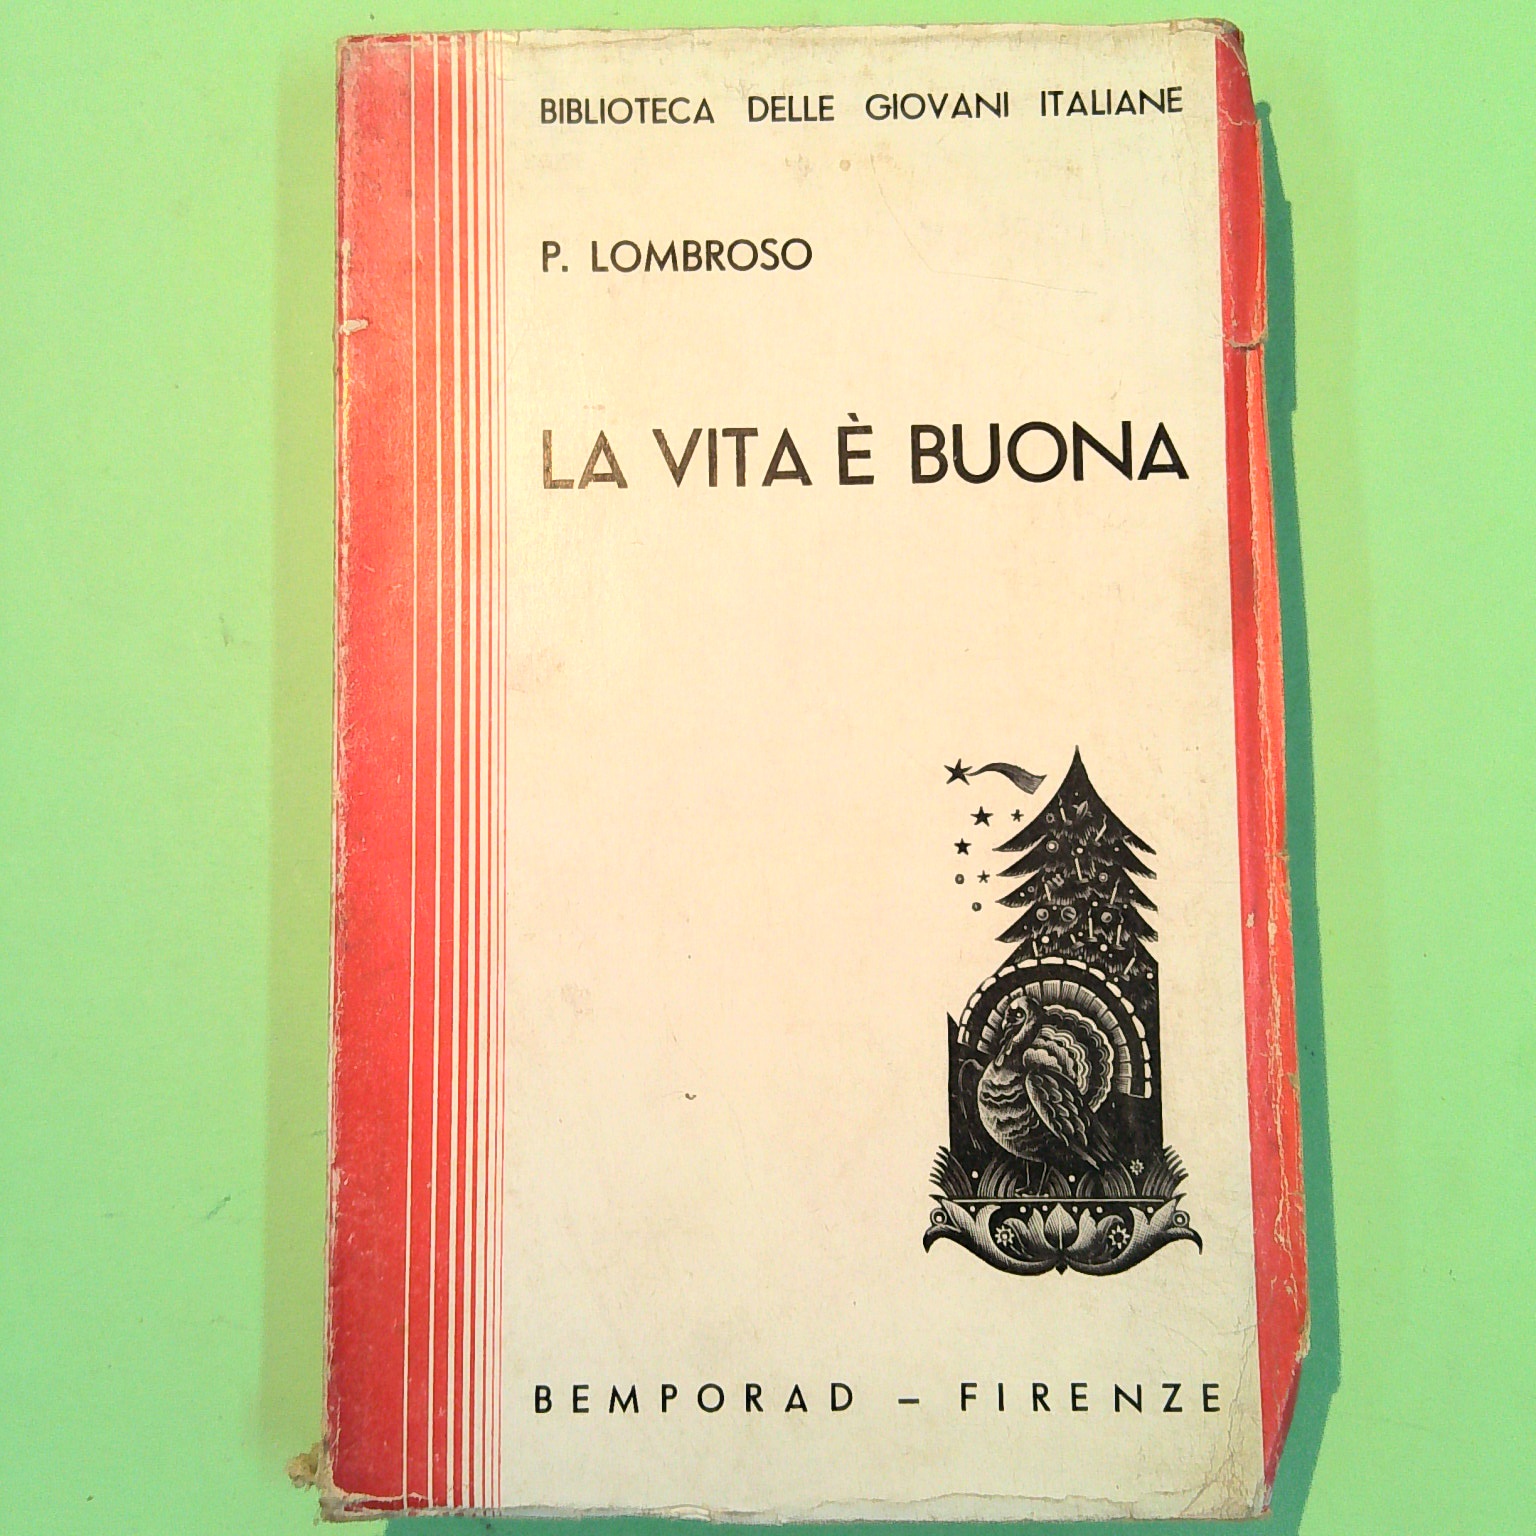 BIBLIOTECA DELLE GIOVANI ITALIANE
P. LOMBROSO
LA VITA È BUONA
BEMPORAD – FIRENZE